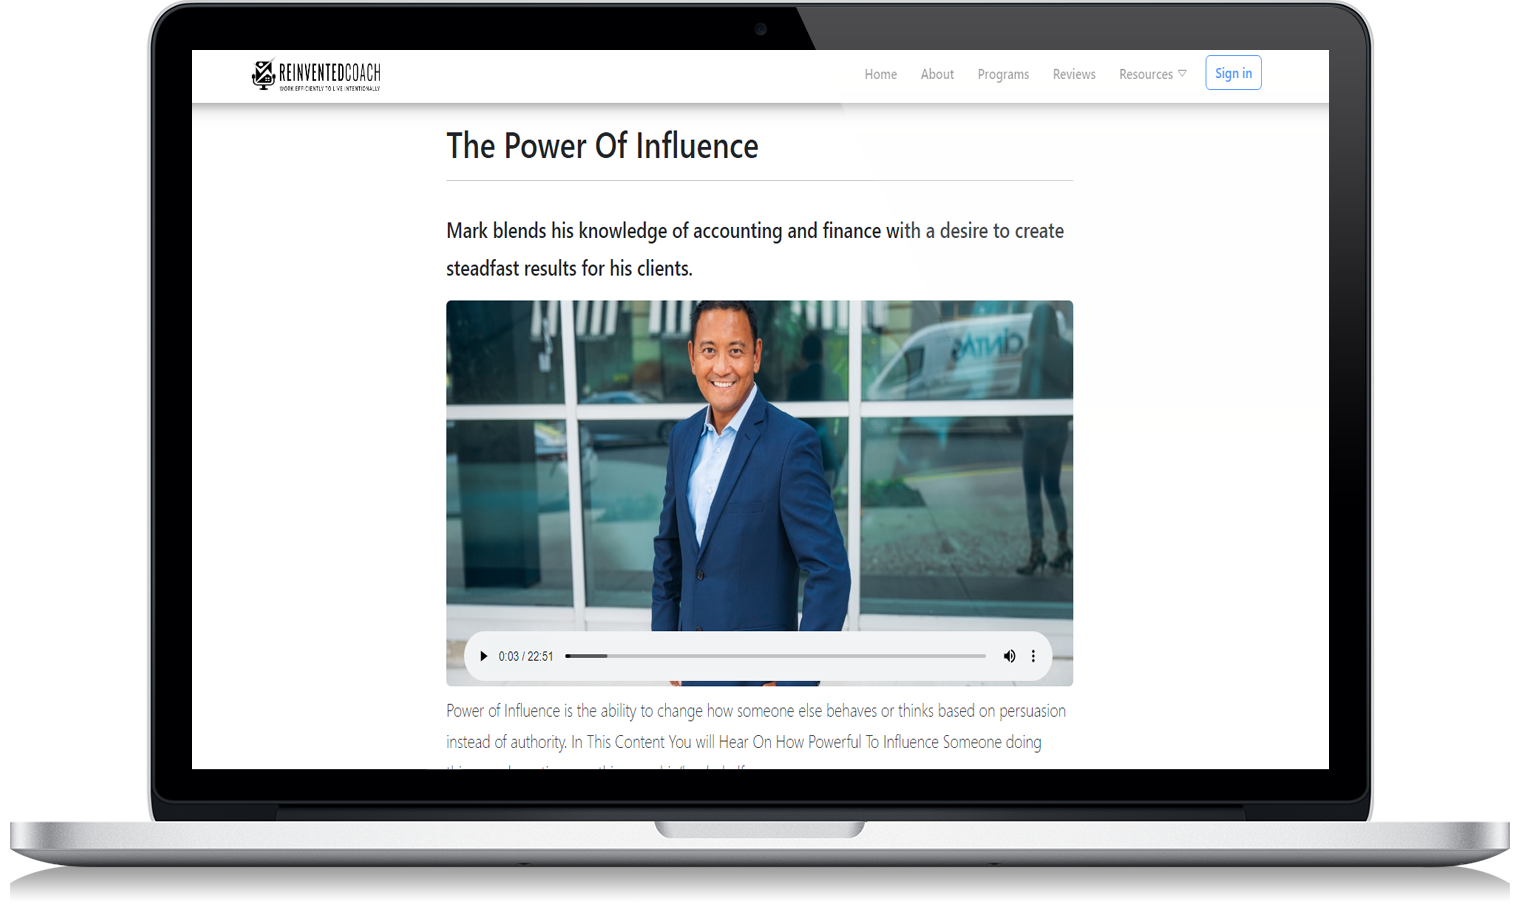 REINVENTEDCOACH
WORK EFFICIENTLY TO LIVE INTENTIONALLY
Home About Programs Reviews Resources Sign in
The Power Of Influence
Mark blends his knowledge of accounting and finance with a desire to create
steadfast results for his clients.
CINTAS
0:03 / 22:51
Power of Influence is the ability to change how someone else behaves or thinks based on persuasion
instead of authority. In This Content You will Hear On How Powerful To Influence Someone doing